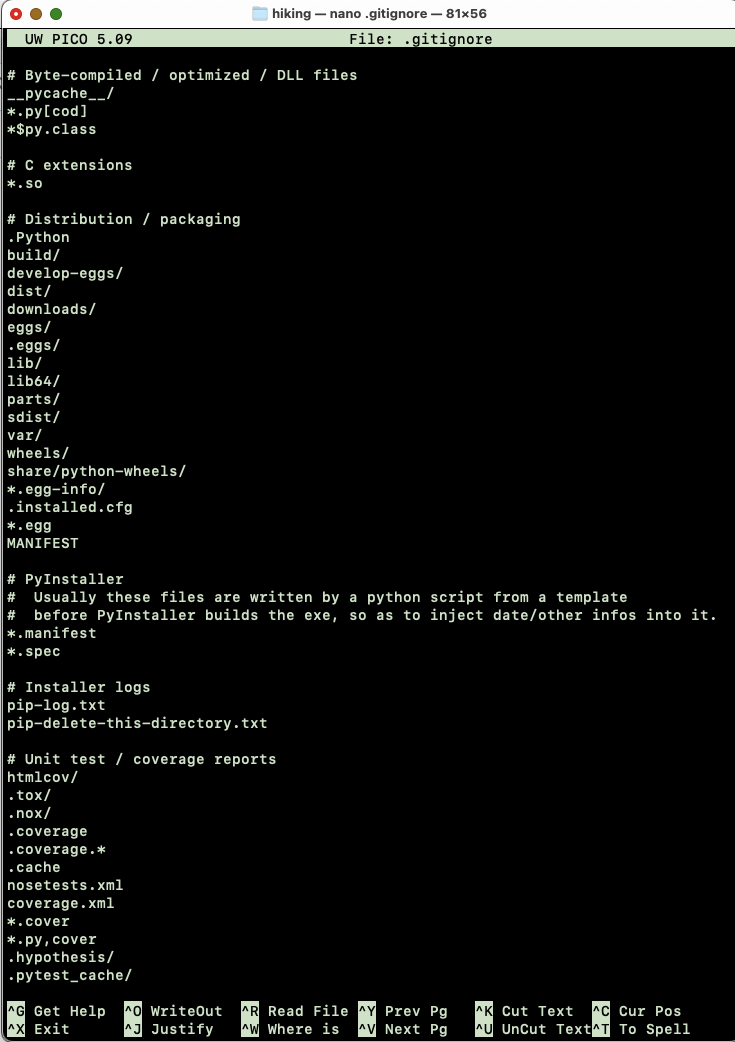 hiking — nano .gitignore — 81×56
UW PICO 5.09 File: .gitignore
# Byte-compiled / optimized / DLL files
__pycache__/
*.py[cod]
*$py.class
# C extensions
*.so
# Distribution / packaging
.Python
build/
develop-eggs/
dist/
downloads/
eggs/
.eggs/
lib/
lib64/
parts/
sdist/
var/
wheels/
share/python-wheels/
*.egg-info/
.installed.cfg
*.egg
MANIFEST
# PyInstaller
#  Usually these files are written by a python script from a template
#  before PyInstaller builds the exe, so as to inject date/other infos into it.
*.manifest
*.spec
# Installer logs
pip-log.txt
pip-delete-this-directory.txt
# Unit test / coverage reports
htmlcov/
.tox/
.nox/
.coverage
.coverage.*
.cache
nosetests.xml
coverage.xml
*.cover
*.py,cover
.hypothesis/
.pytest_cache/
^G Get Help ^O WriteOut ^R Read File ^Y Prev Pg ^K Cut Text ^C Cur Pos
^X Exit ^J Justify ^W Where is ^V Next Pg ^U UnCut Text ^T To Spell